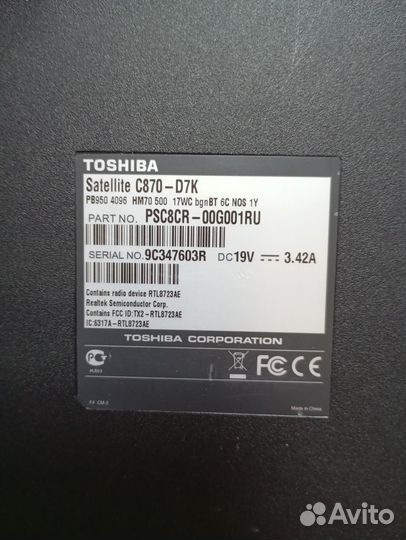 TOSHIBA
Satellite C870-D7K
PB950 4096 HM70 500 17WC bgnBT 6C NOS 1Y
PART NO. PSC8CR-00G001RU
SERIAL NO. 9C347603R DC 19V 3.42A
Contains radio device RTL8723AE
Realtek Semiconductor Corp.
Contains FCC ID:TX2-RTL8723AE
IC:6317A-RTL8723AE
TOSHIBA CORPORATION
FC CE
Made in China
Avito